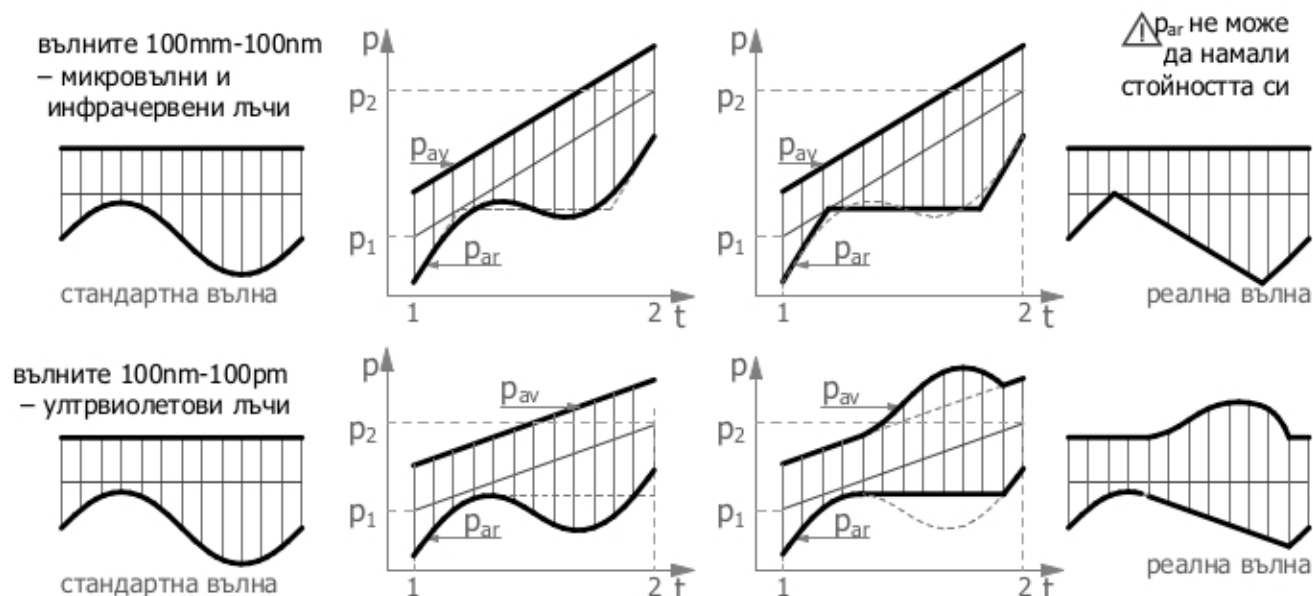 вълните 100mm-100nm
– микровълни и
инфрачервени лъчи
стандартна вълна
p
p₂
pₐᵥ
p₁
pₐᵣ
1
2
t
p
p₂
pₐᵥ
p₁
pₐᵣ
1
2
t
pₐᵣ не може
да намали
стойността си
реална вълна
вълните 100nm-100pm
– ултрвиолетови лъчи
стандартна вълна
p
pₐᵥ
p₂
p₁
pₐᵣ
1
2
t
p
pₐᵥ
p₂
p₁
pₐᵣ
1
2
t
реална вълна